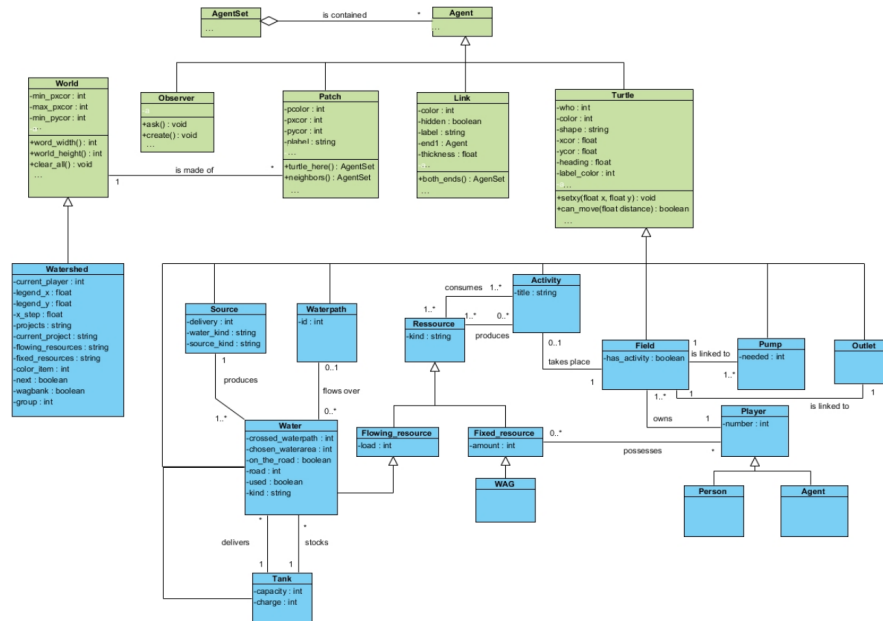 AgentSet
...
is contained
*
Agent
...
World
-min_pxcor : int
-max_pxcor : int
-min_pycor : int
...
+word_width() : int
+world_height() : int
+clear_all() : void
...
Observer
+ask() : void
+create() : void
...
Patch
-pcolor : int
-pxcor : int
-pycor : int
-plabel : string
...
+turtle_here() : AgentSet
+neighbors() : AgentSet
...
is made of
1
*
Link
-color : int
-hidden : boolean
-label : string
-end1 : Agent
-thickness : float
...
+both_ends() : AgenSet
...
Turtle
-who : int
-color : int
-shape : string
-xcor : float
-ycor : float
-heading : float
-label_color : int
...
+setxy(float x, float y) : void
+can_move(float distance) : boolean
...
Watershed
-current_player : int
-legend_x : float
-legend_y : float
-x_step : float
-projects : string
-current_project : string
-flowing_resources : string
-fixed_resources : string
-color_item : int
-next : boolean
-wagbank : boolean
-group : int
Source
-delivery : int
-water_kind : string
-source_kind : string
1
produces
1..*
Waterpath
-id : int
0..1
flows over
0..*
Activity
-title : string
consumes
1..*
1..*
1..*
0..*
produces
Ressource
-kind : string
0..1
takes place
1
Field
-has_activity : boolean
1
is linked to
1..*
Pump
-needed : int
Outlet
1
1
is linked to
1..*
owns
1
Player
-number : int
Water
-crossed_waterpath : int
-chosen_waterarea : int
-on_the_road : boolean
-road : int
-used : boolean
-kind : string
Flowing_resource
-load : int
Fixed_resource
-amount : int
0..*
possesses
*
WAG
Person
Agent
*
delivers
1
*
stocks
1
Tank
-capacity : int
-charge : int